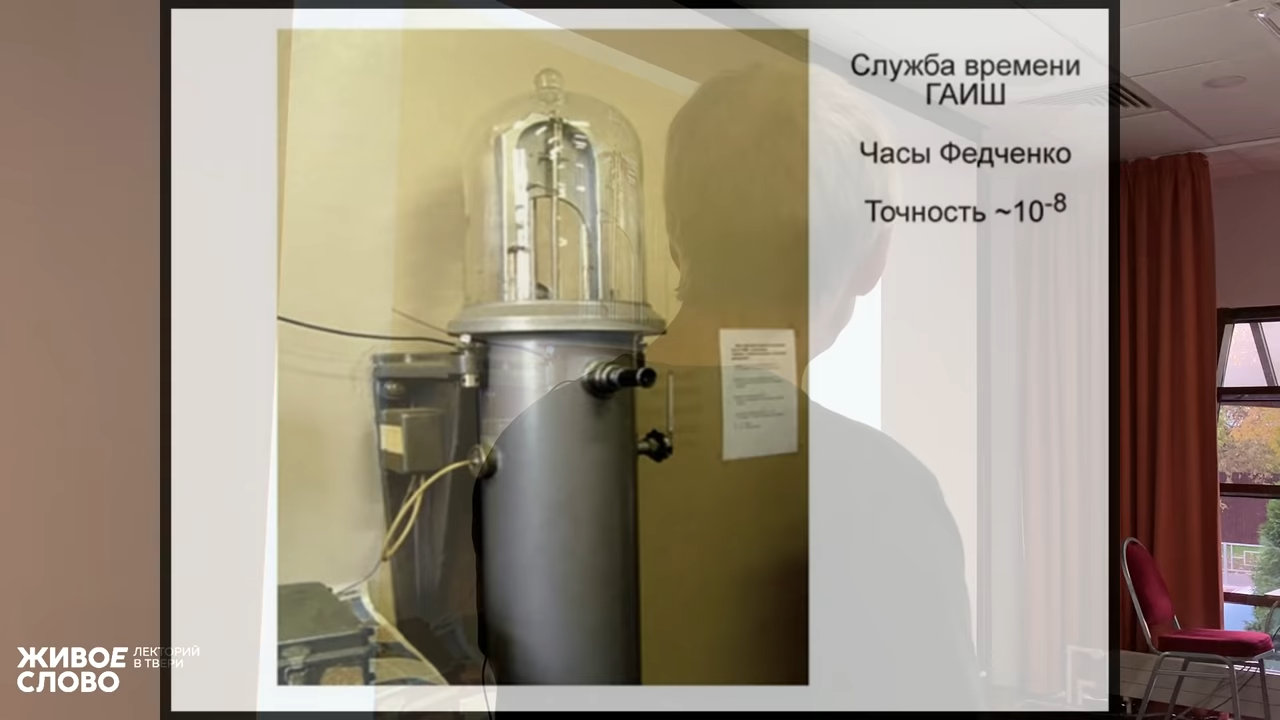 Служба времени
ГАИШ
Часы Федченко
Точность ~10⁻⁸
ЖИВОЕ
СЛОВО
ЛЕКТОРИЙ
В ТВЕРИ